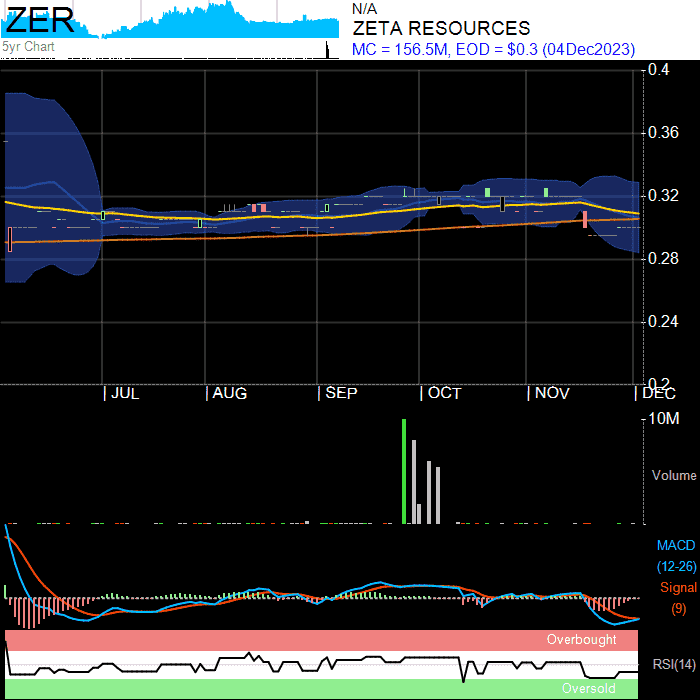 ZER
5yr Chart
N/A
ZETA RESOURCES
MC = 156.5M, EOD = $0.3 (04Dec2023)
0.4
0.36
0.32
0.28
0.24
0.2
JUL AUG SEP OCT NOV DEC
10M
Volume
MACD
(12-26)
Signal
(9)
Overbought
RSI(14)
Oversold